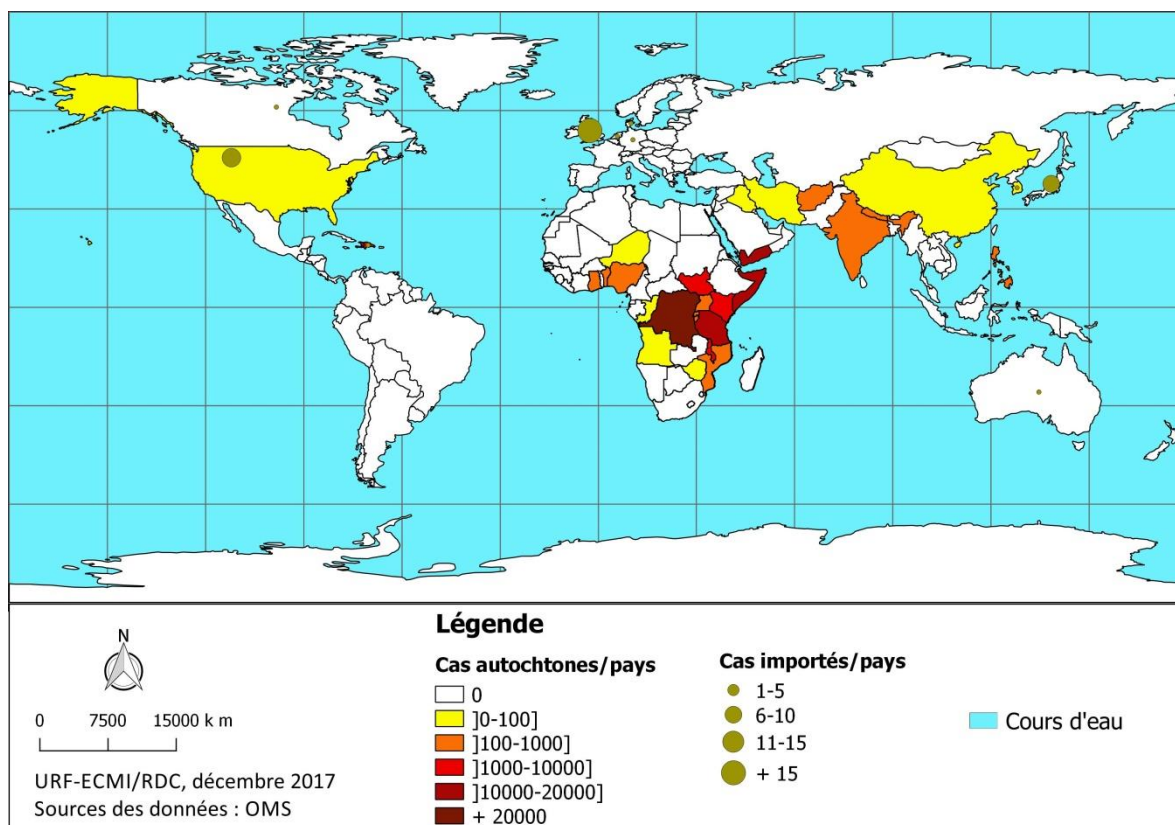 N
0 7500 15000 k m
URF-ECMI/RDC, décembre 2017
Sources des données : OMS
Légende
Cas autochtones/pays
0
]0-100]
]100-1000]
]1000-10000]
]10000-20000]
+ 20000
Cas importés/pays
1-5
6-10
11-15
+ 15
Cours d'eau